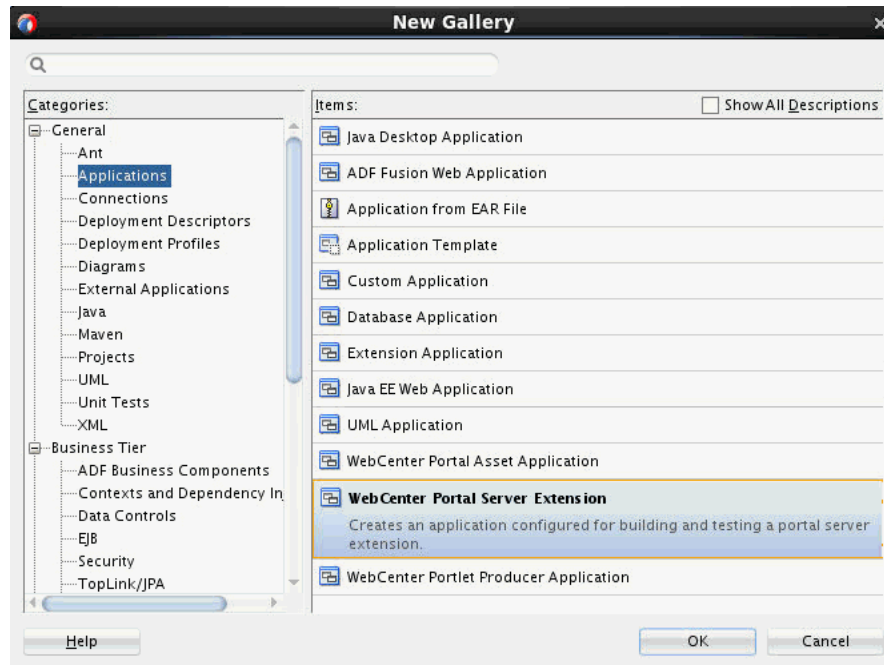 New Gallery
Categories:
General
Ant
Applications
Connections
Deployment Descriptors
Deployment Profiles
Diagrams
External Applications
Java
Maven
Projects
UML
Unit Tests
XML
Business Tier
ADF Business Components
Contexts and Dependency In
Data Controls
EJB
Security
TopLink/JPA
Items:
Show All Descriptions
Java Desktop Application
ADF Fusion Web Application
Application from EAR File
Application Template
Custom Application
Database Application
Extension Application
Java EE Web Application
UML Application
WebCenter Portal Asset Application
WebCenter Portal Server Extension
Creates an application configured for building and testing a portal server
extension.
WebCenter Portlet Producer Application
Help
OK
Cancel